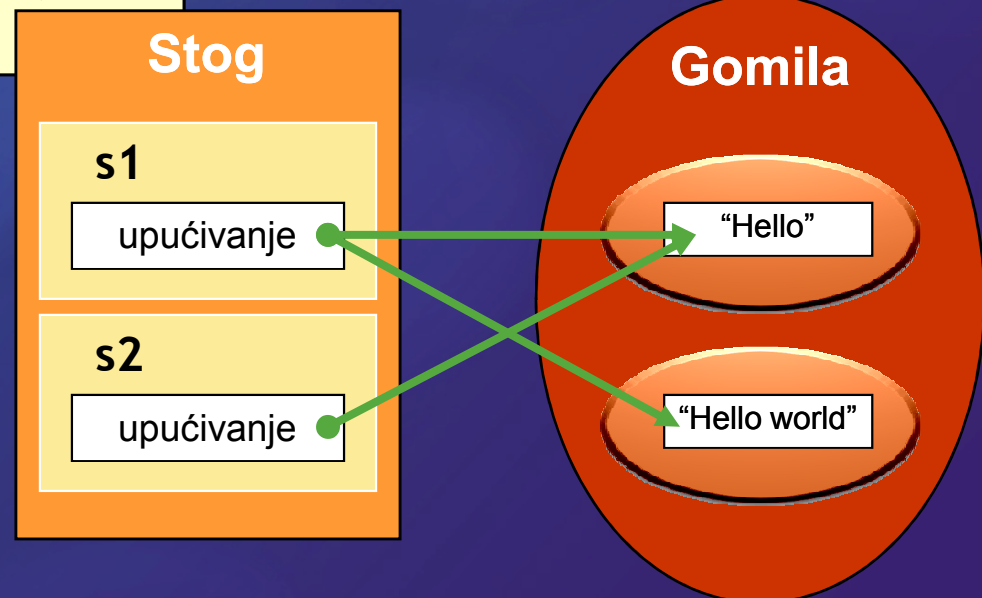 Stog
s1
upućivanje
s2
upućivanje
Gomila
“Hello”
“Hello world”